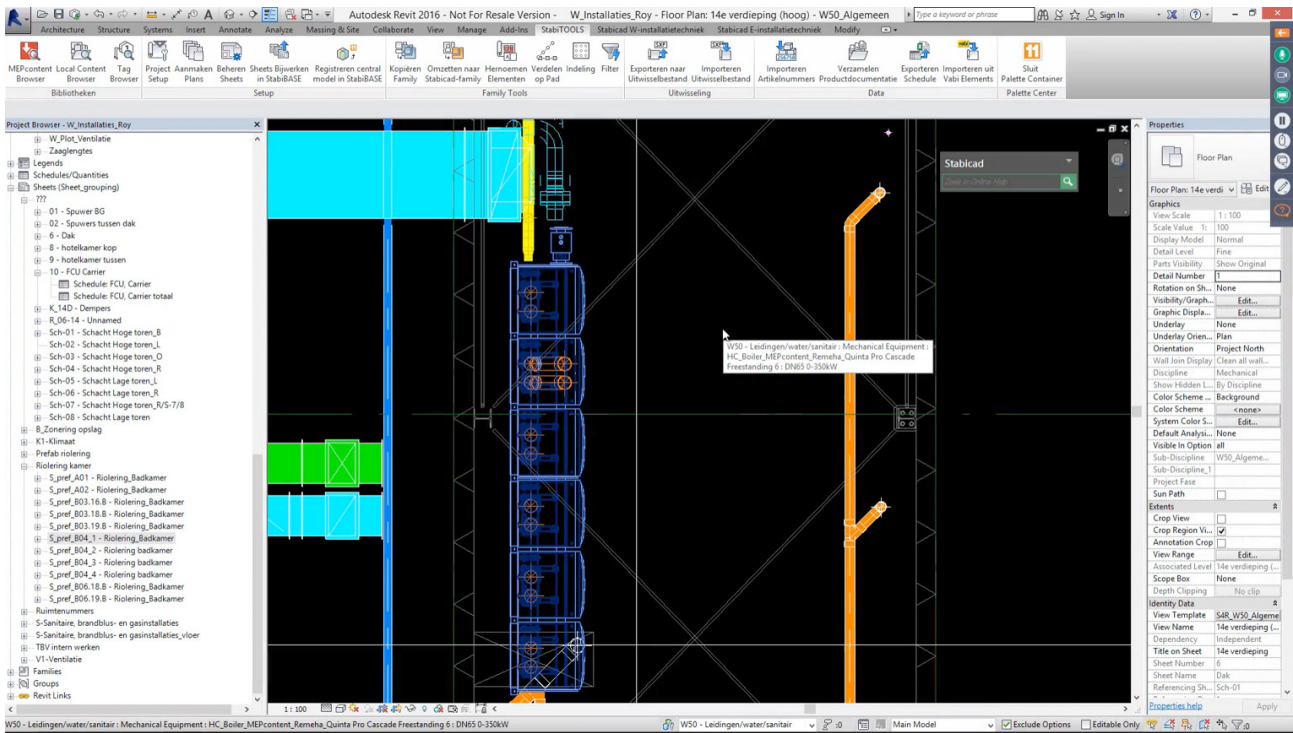 Autodesk Revit 2016 - Not For Resale Version - W_Installaties_Roy - Floor Plan: 14e verdieping (hoog) - W50_Algemeen
Type a keyword or phrase
Sign In
Architecture Structure Systems Insert Annotate Analyze Massing & Site Collaborate View Manage Add-Ins StabiTOOLS Stabicad W-installatietechniek Stabicad E-installatietechniek Modify
MEPcontent Local Content Tag Project Aanmaken Beheren Sheets Bijwerken Registreren central Kopiëren Omzetten naar Hernoemen Verdelen Indeling Filter Exporteren naar Importeren Importeren Verzamelen Exporteren Importeren uit Sluit
Browser Browser Browser Setup Plans Sheets in StabiBASE model in StabiBASE Family Stabicad-family Elementen op Pad Uitwisselbestand Uitwisselbestand Artikelnummers Productdocumentatie Schedule Vabi Elements Palette Container
Bibliotheken Setup Family Tools Uitwisseling Data Palette Center
Project Browser - W_Installaties_Roy
W_Plot_Ventilatie
Zaaglengtes
Legends
Schedules/Quantities
Sheets (Sheet_grouping)
???
01 - Spuwer BG
02 - Spuwers tussen dak
6 - Dak
8 - hotelkamer kop
9 - hotelkamer tussen
10 - FCU Carrier
Schedule: FCU, Carrier
Schedule: FCU, Carrier totaal
K_14D - Dempers
R_06-14 - Unnamed
Sch-01 - Schacht Hoge toren_B
Sch-02 - Schacht Hoge toren_L
Sch-03 - Schacht Hoge toren_O
Sch-04 - Schacht Hoge toren_R
Sch-05 - Schacht Lage toren_L
Sch-06 - Schacht Lage toren_R
Sch-07 - Schacht Hoge toren_R/S-7/8
Sch-08 - Schacht Lage toren
B_Zonering opslag
K1-Klimaat
Prefab riolering
Riolering kamer
S_pref_A01 - Riolering_Badkamer
S_pref_A02 - Riolering_Badkamer
S_pref_B03.16.B - Riolering_Badkamer
S_pref_B03.18.B - Riolering_Badkamer
S_pref_B03.19.B - Riolering_Badkamer
S_pref_B04_1 - Riolering_Badkamer
S_pref_B04_2 - Riolering badkamer
S_pref_B04_3 - Riolering badkamer
S_pref_B04_4 - Riolering badkamer
S_pref_B06.18.B - Riolering_Badkamer
S_pref_B06.19.B - Riolering_Badkamer
Ruimtenummers
S-Sanitaire, brandblus- en gasinstallaties
S-Sanitaire, brandblus- en gasinstallaties_vloer
TBV intern werken
V1-Ventilatie
Families
Groups
Revit Links
Stabicad
Zoek in Online Help
W50 - Leidingen/water/sanitair : Mechanical Equipment :
HC_Boiler_MEPcontent_Remeha_Quinta Pro Cascade
Freestanding 6 : DN65 0-350kW
Properties
Floor Plan
Floor Plan: 14e verdi Edit
Graphics
View Scale 1 : 100
Scale Value 1: 100
Display Model Normal
Detail Level Fine
Parts Visibility Show Original
Detail Number 1
Rotation on Sh... None
Visibility/Graph... Edit...
Graphic Displa... Edit...
Underlay None
Underlay Orien... Plan
Orientation Project North
Wall Join Display Clean all wall...
Discipline Mechanical
Show Hidden L... By Discipline
Color Scheme ... Background
Color Scheme <none>
System Color S... Edit...
Default Analysi... None
Visible In Option all
Sub-Discipline W50_Algeme...
Sub-Discipline_1
Project Fase
Sun Path
Extents
Crop View
Crop Region Vi...
Annotation Crop
View Range Edit...
Associated Level 14e verdieping (...
Scope Box None
Depth Clipping No clip
Identity Data
View Template S4R_W50_Algeme
View Name 14e verdieping (...
Dependency Independent
Title on Sheet 14e verdieping
Sheet Number 6
Sheet Name Dak
Referencing Sh... Sch-01
Properties help Apply
1 : 100
W50 - Leidingen/water/sanitair : Mechanical Equipment : HC_Boiler_MEPcontent_Remeha_Quinta Pro Cascade Freestanding 6 : DN65 0-350kW
W50 - Leidingen/water/sanitair :0 Main Model Exclude Options Editable Only :0